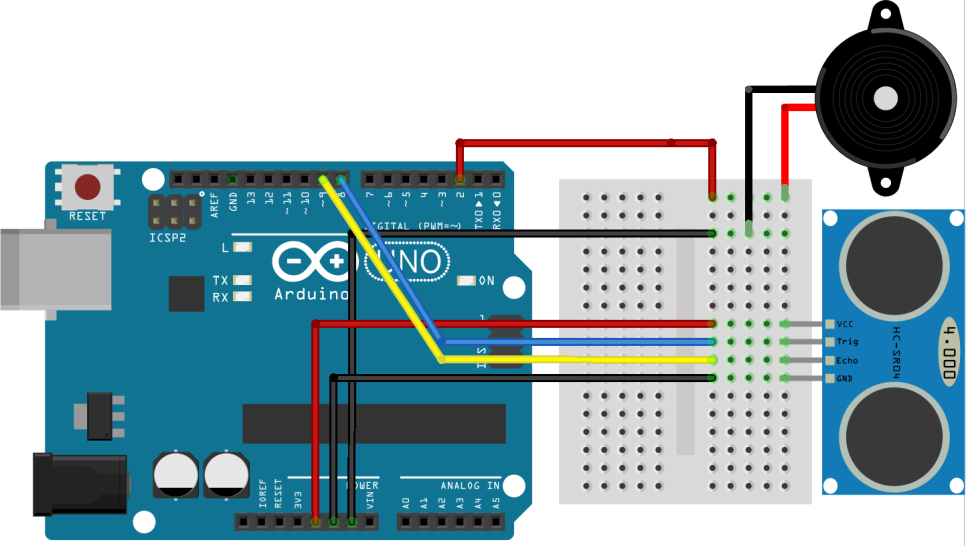 RESET
ICSP2
AREF
GND
13
12
~11
~10
~9
8
7
~6
~5
4
~3
2
TX0▶1
RX0◀0
DIGITAL (PWM=~)
L
TX
RX
UNO
Arduino
ON
IOREF
RESET
3V3
POWER
VIN
ANALOG IN
A0
A1
A2
A3
A4
A5
VCC
Trig
Echo
GND
HC-SR04
4.000